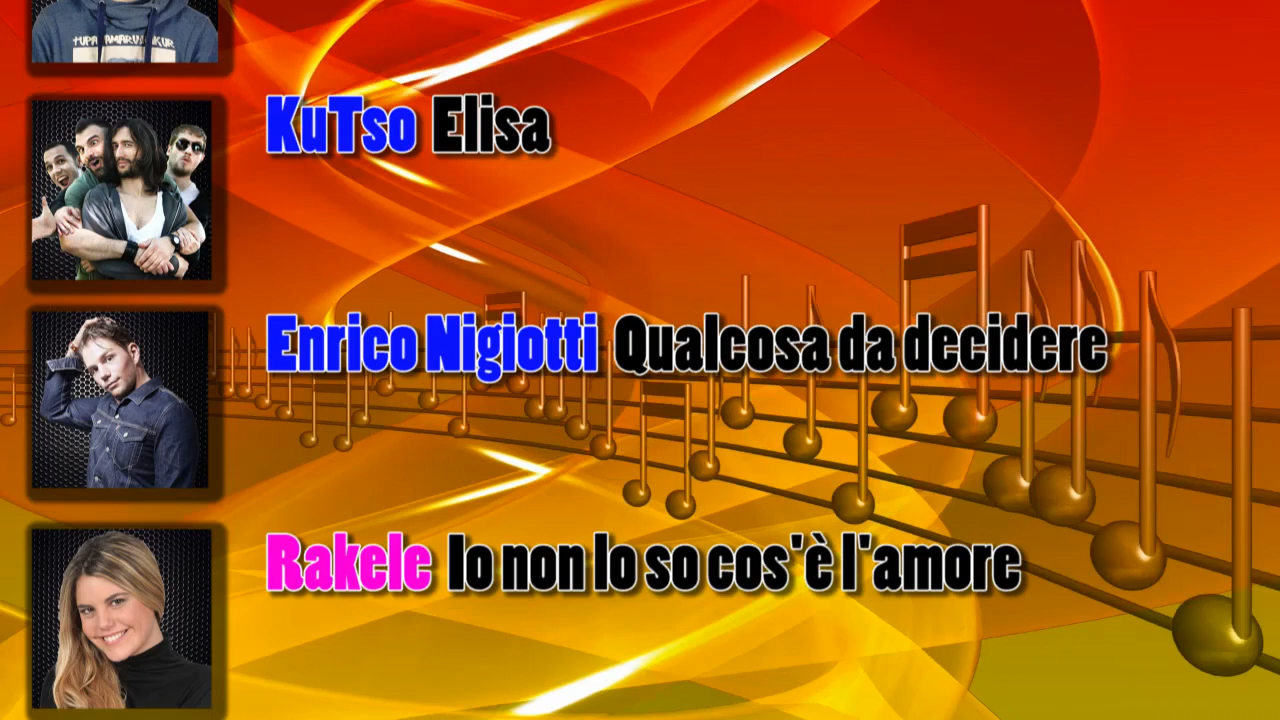 KuTso Elisa
Enrico Nigiotti Qualcosa da decidere
Rakele Io non lo so cos'è l'amore